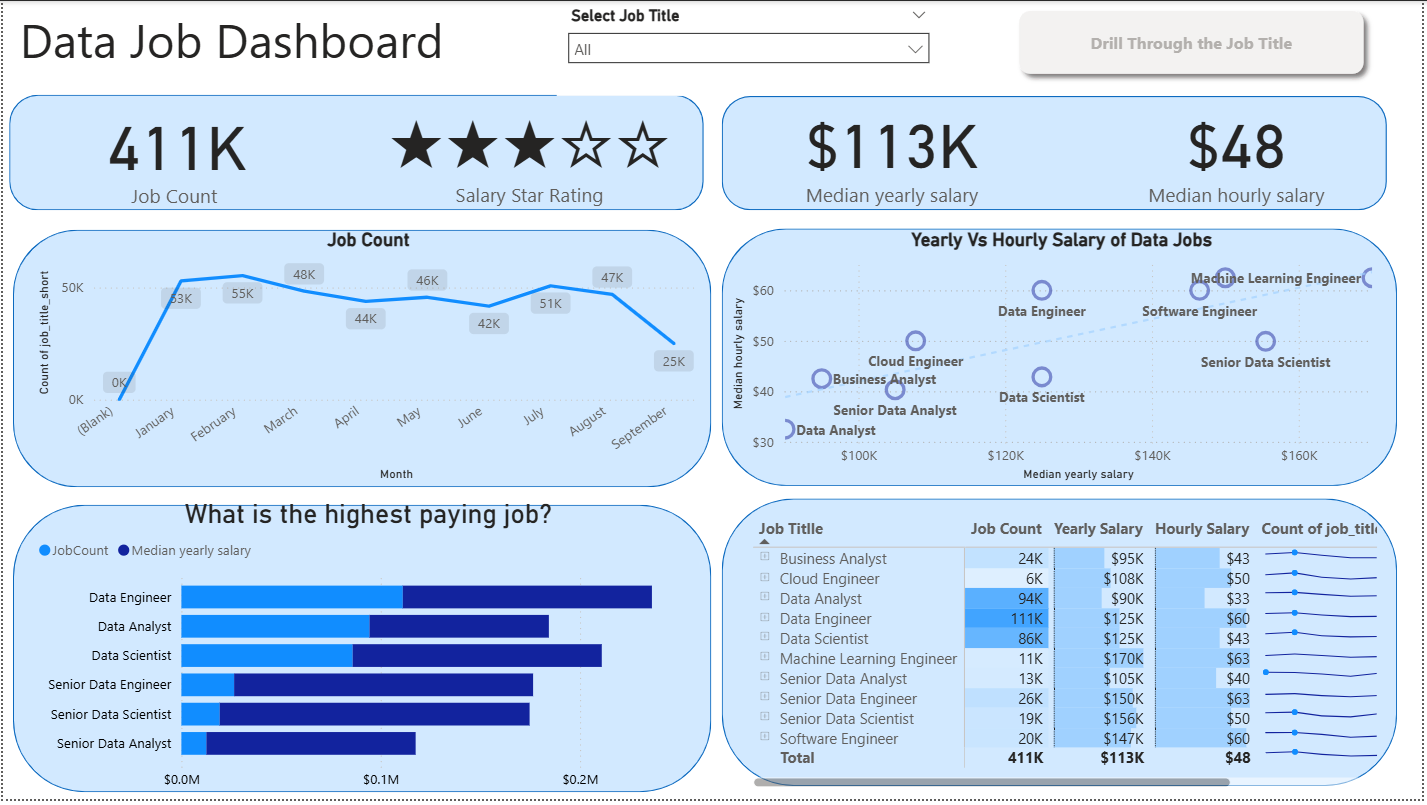 Data Job Dashboard
Select Job Title
All
Drill Through the Job Title
411K
Job Count
Salary Star Rating
$113K
Median yearly salary
$48
Median hourly salary
Job Count
Count of job_title_short
50K
0K
0K
53K
55K
48K
44K
46K
42K
51K
47K
25K
(Blank)
January
February
March
April
May
June
July
August
September
Month
Yearly Vs Hourly Salary of Data Jobs
Median hourly salary
$60
$50
$40
$30
Machine Learning Engineer
Data Engineer
Software Engineer
Cloud Engineer
Senior Data Scientist
Business Analyst
Data Scientist
Senior Data Analyst
Data Analyst
$100K
$120K
$140K
$160K
Median yearly salary
What is the highest paying job?
JobCount Median yearly salary
Data Engineer
Data Analyst
Data Scientist
Senior Data Engineer
Senior Data Scientist
Senior Data Analyst
$0.0M
$0.1M
$0.2M
Job Titlle Job Count Yearly Salary Hourly Salary Count of job_title
Business Analyst 24K $95K $43
Cloud Engineer 6K $108K $50
Data Analyst 94K $90K $33
Data Engineer 111K $125K $60
Data Scientist 86K $125K $43
Machine Learning Engineer 11K $170K $63
Senior Data Analyst 13K $105K $40
Senior Data Engineer 26K $150K $63
Senior Data Scientist 19K $156K $50
Software Engineer 20K $147K $60
Total 411K $113K $48